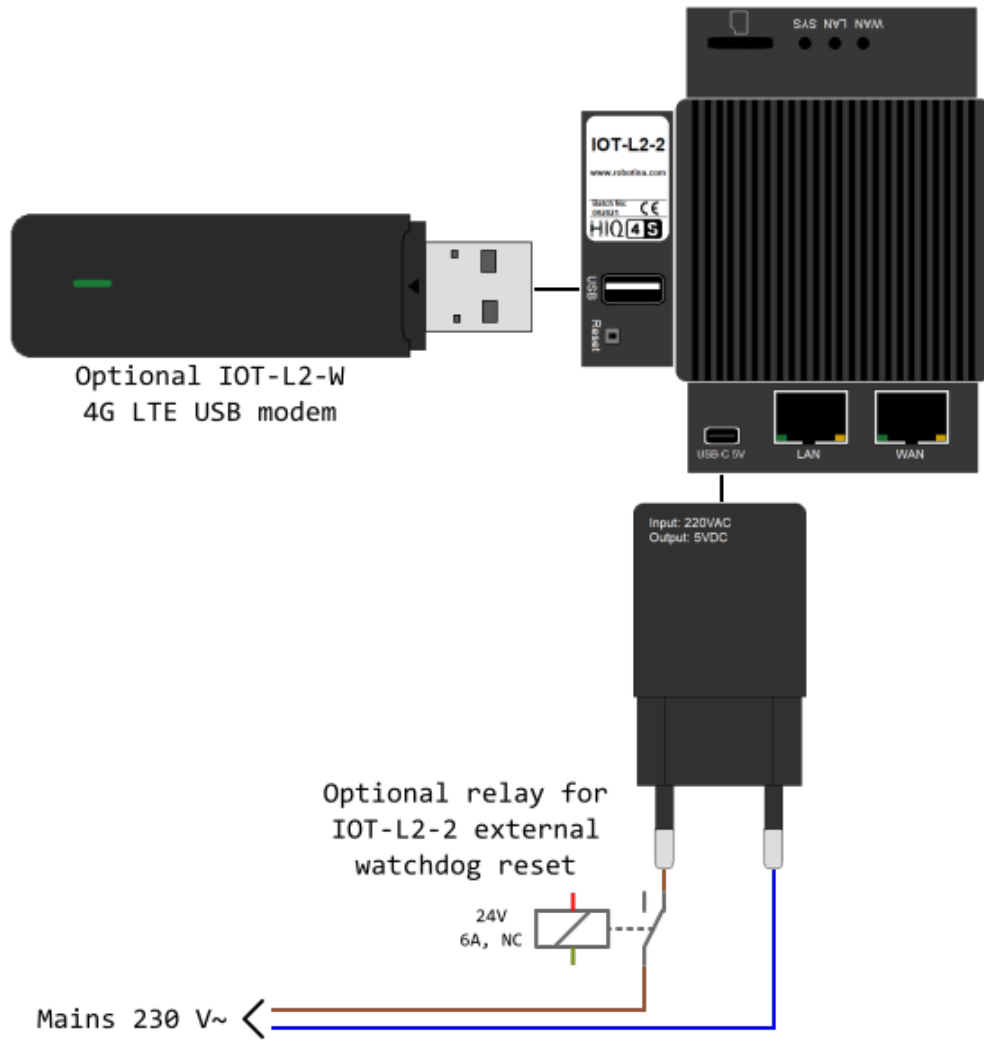 WAN LAN SYS
IOT-L2-2
www.robotina.com
Batch No:
HIQ 4S
USB
Reset
Optional IOT-L2-W
4G LTE USB modem
USB-C 5V
LAN
WAN
Input: 220VAC
Output: 5VDC
Optional relay for
IOT-L2-2 external
watchdog reset
24V
6A, NC
Mains 230 V~